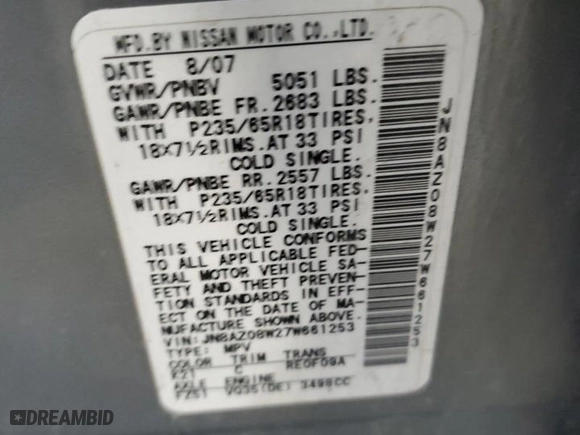 MFD.BY NISSAN MOTOR CO.,LTD.
DATE 8/07
GVWR/PNBV 5051 LBS.
GAWR/PNBE FR.2683 LBS.
WITH P235/65R18TIRES.
18X7½RIMS.AT 33 PSI
COLD SINGLE.
GAWR/PNBE RR.2557 LBS.
WITH P235/65R18TIRES.
18X7½RIMS.AT 33 PSI
COLD SINGLE.
THIS VEHICLE CONFORMS
TO ALL APPLICABLE FED-
ERAL MOTOR VEHICLE SA-
FETY AND THEFT PREVEN-
TION STANDARDS IN EFF-
ECT ON THE DATE OF MA-
NUFACTURE SHOWN ABOVE.
VIN:JN8AZ08W27W661253
TYPE: MPV
COLOR TRIM TRANS
K21 C RE0F09A
AXLE ENGINE
FZ51 VQ35(DE) 3498CC
JN8AZ08W27W661253
DREAMBID